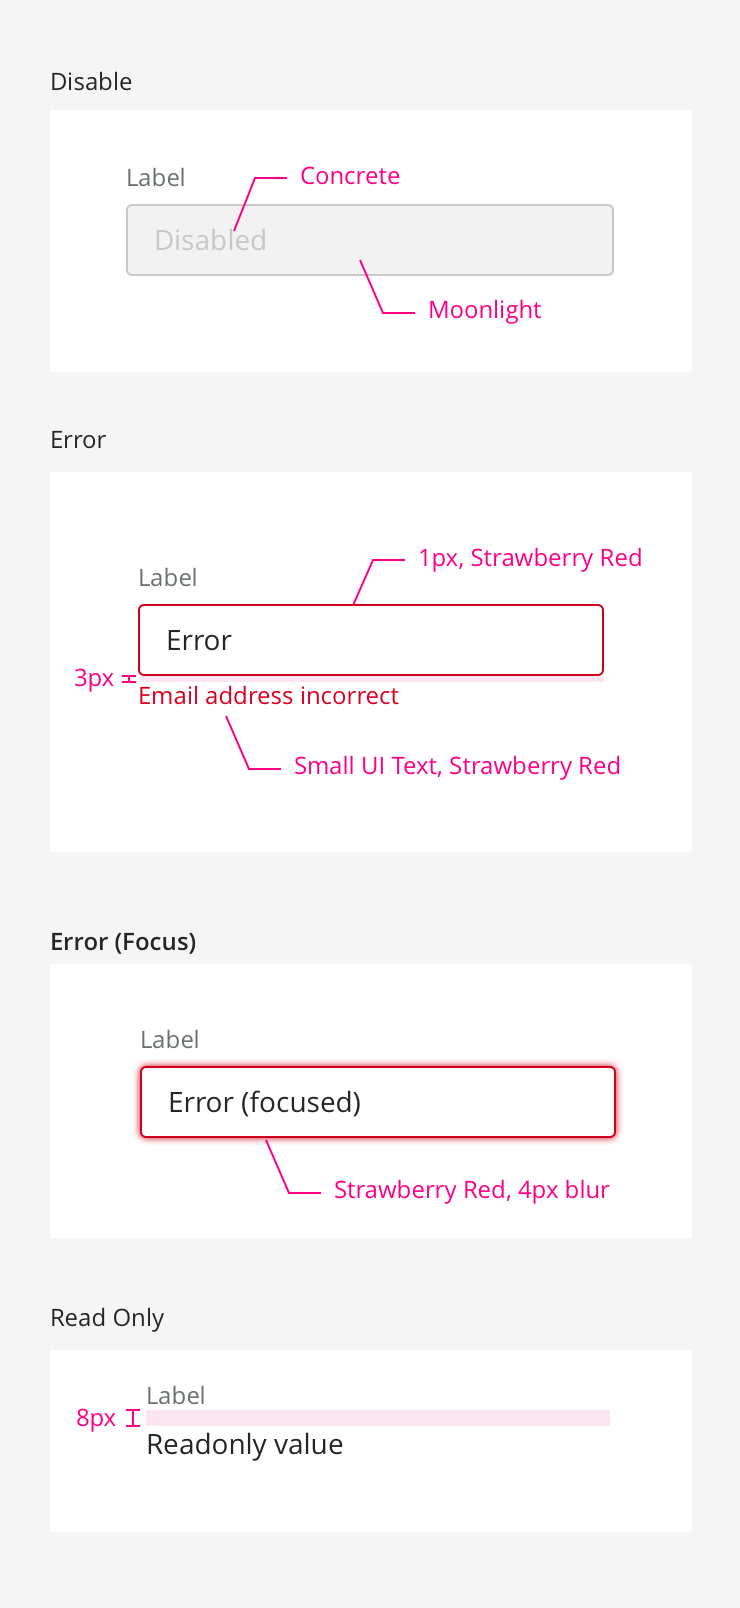 Disable
Label
Concrete
Disabled
Moonlight
Error
1px, Strawberry Red
Label
Error
3px
Email address incorrect
Small UI Text, Strawberry Red
Error (Focus)
Label
Error (focused)
Strawberry Red, 4px blur
Read Only
Label
8px
Readonly value